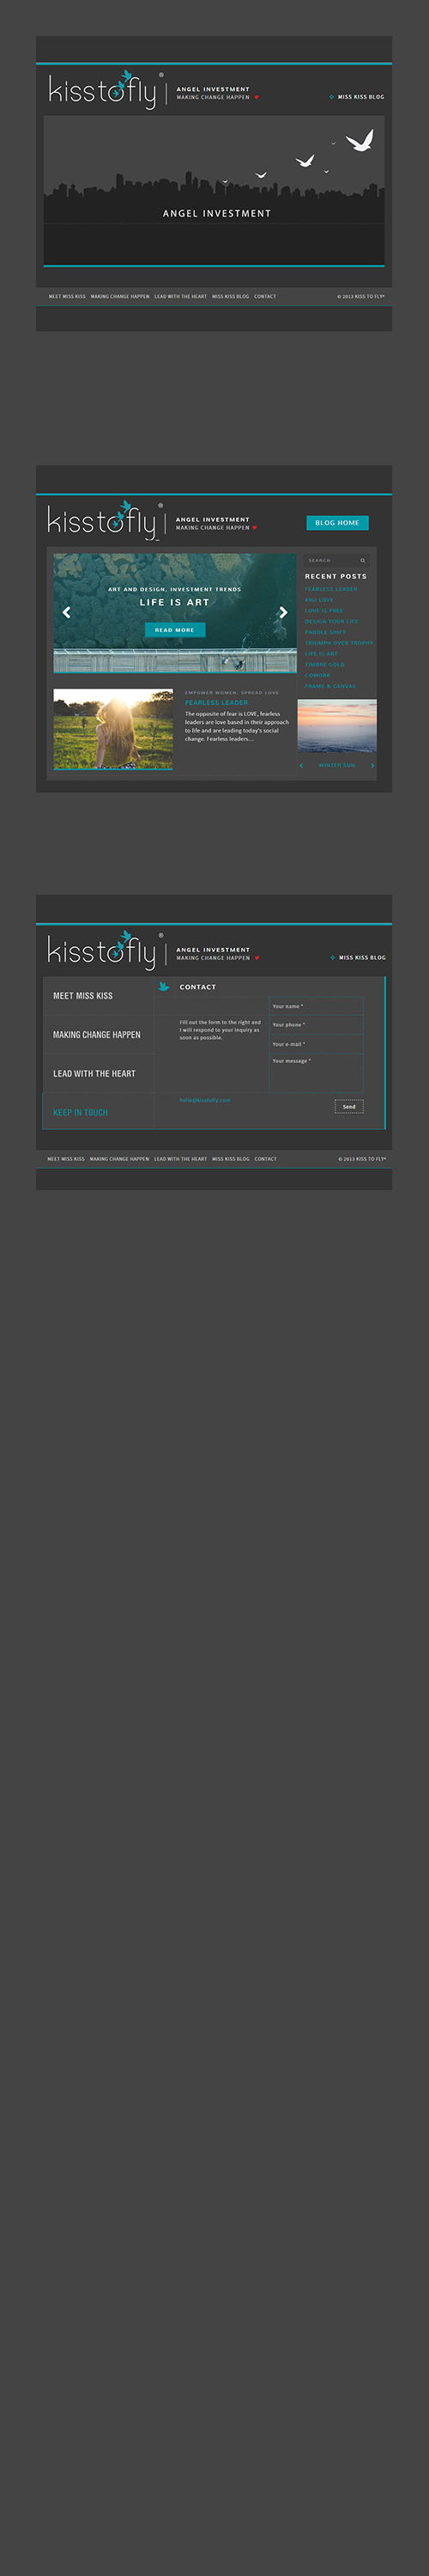 kisstofly®
ANGEL INVESTMENT
MAKING CHANGE HAPPEN
MISS KISS BLOG
ANGEL INVESTMENT
MEET MISS KISS MAKING CHANGE HAPPEN LEAD WITH THE HEART MISS KISS BLOG CONTACT
© 2013 KISS TO FLY®
kisstofly®
ANGEL INVESTMENT
MAKING CHANGE HAPPEN
BLOG HOME
ART AND DESIGN, INVESTMENT TRENDS
LIFE IS ART
READ MORE
SEARCH
RECENT POSTS
FEARLESS LEADER
LOVE IS FREE
DESIGN YOUR LIFE
PADDLE SHIFT
TRIUMPH OVER TROPHY
LIFE IS ART
TIMBRE GOLD
FRAME & CANVAS
EMPOWER WOMEN, SPREAD LOVE
FEARLESS LEADER
The opposite of fear is LOVE, fearless
leaders are love based in their approach
to life and are leading today's social
change. Fearless leaders...
WINTER SUN
kisstofly®
ANGEL INVESTMENT
MAKING CHANGE HAPPEN
MISS KISS BLOG
MEET MISS KISS
MAKING CHANGE HAPPEN
LEAD WITH THE HEART
KEEP IN TOUCH
CONTACT
Fill out the form to the right and
I will respond to your inquiry as
soon as possible.
hello@kisstofly.com
Your name *
Your phone *
Your e-mail *
Your message *
Send
MEET MISS KISS MAKING CHANGE HAPPEN LEAD WITH THE HEART MISS KISS BLOG CONTACT
© 2013 KISS TO FLY®